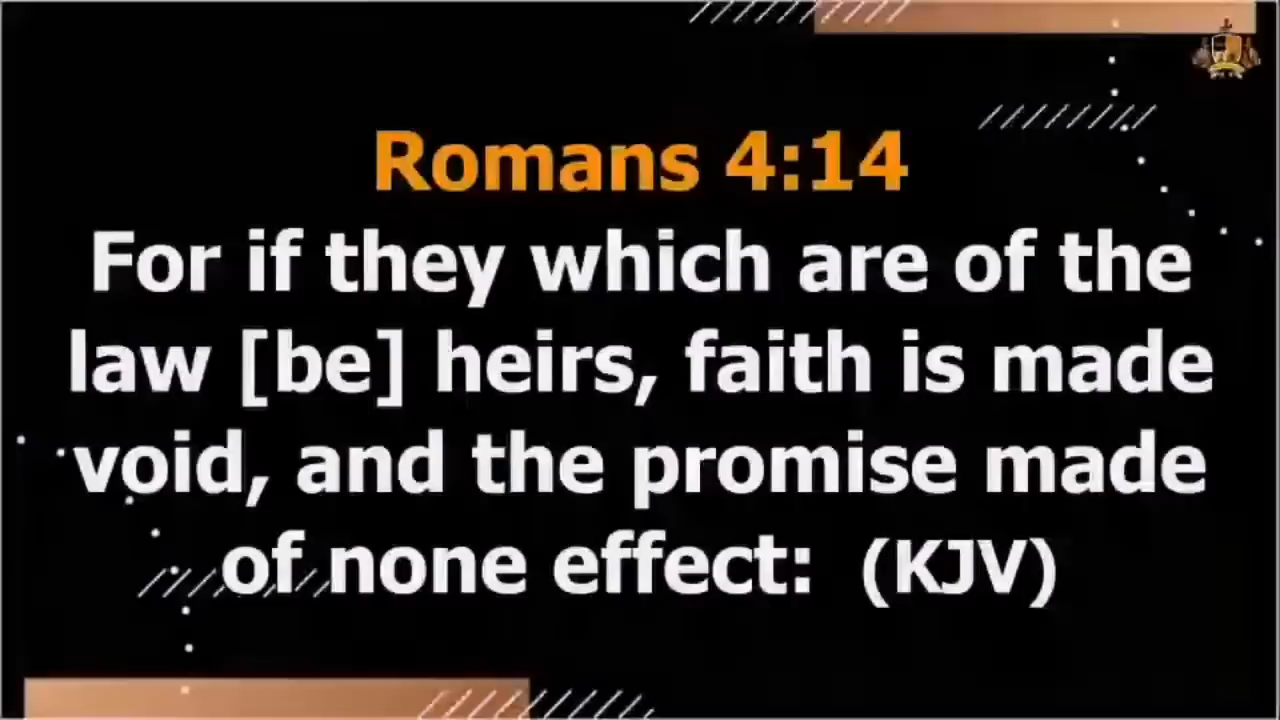 Romans 4:14
For if they which are of the
law [be] heirs, faith is made
void, and the promise made
of none effect: (KJV)